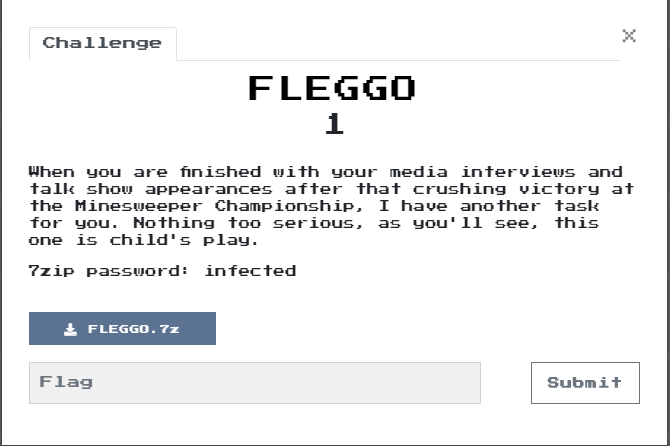 Challenge
×
FLEGGO
1
When you are finished with your media interviews and
talk show appearances after that crushing victory at
the Minesweeper Championship, I have another task
for you. Nothing too serious, as you'll see, this
one is child's play.
7zip password: infected
FLEGGO.7z
Flag
Submit